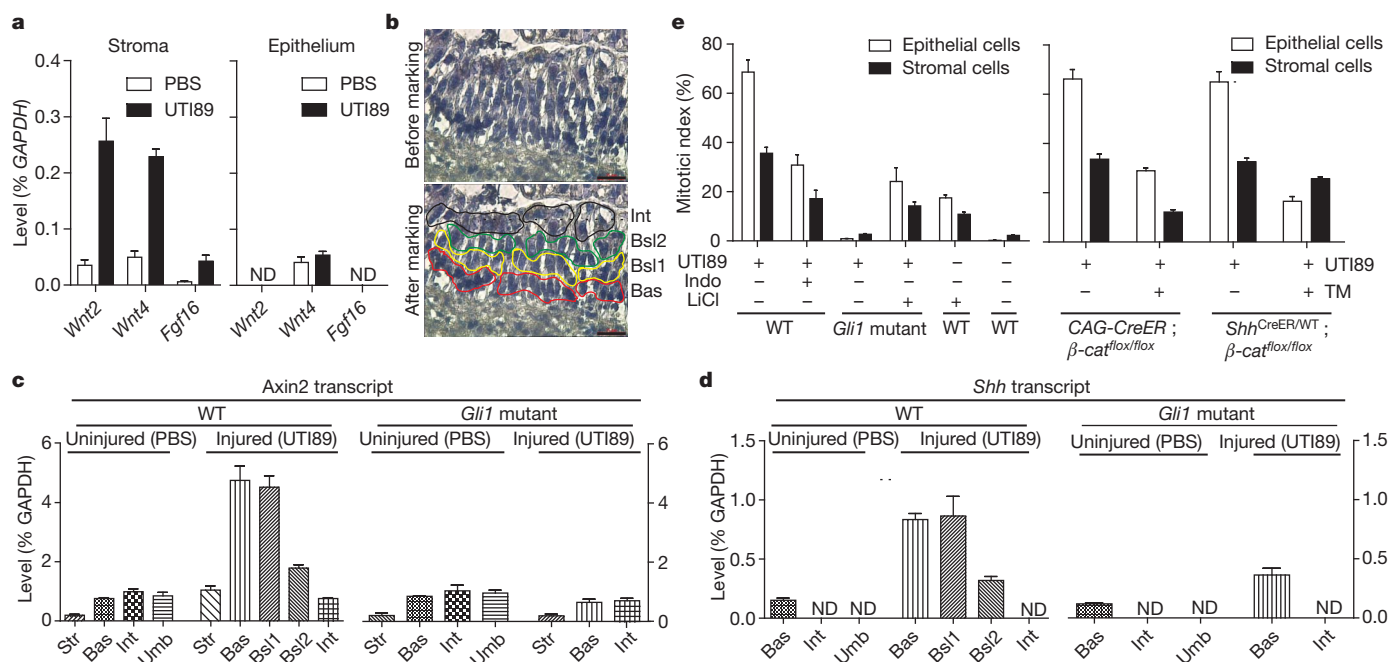 a
Stroma
Epithelium
Level (% GAPDH)
0.4
0.3
0.2
0.1
0.0
PBS
UTI89
PBS
UTI89
ND
ND
Wnt2
Wnt4
Fgf16
Wnt2
Wnt4
Fgf16
b
Before marking
After marking
Int
Bsl2
Bsl1
Bas
e
Mitotici ndex (%)
80
60
40
20
0
Epithelial cells
Stromal cells
Epithelial cells
Stromal cells
UTI89 + + + + – –
Indo – +
LiCl – + + –
WT
Gli1 mutant
WT
WT
+ + + + UTI89
– + – + TM
CAG-CreER ;
β-cat^flox/flox
Shh^CreER/WT ;
β-cat^flox/flox
c
Axin2 transcript
WT
Gli1 mutant
Uninjured (PBS)
Injured (UTI89)
Uninjured (PBS)
Injured (UTI89)
Level (% GAPDH)
6
4
2
0
6
4
2
0
Str
Bas
Int
Umb
Str
Bas
Bsl1
Bsl2
Int
Str
Bas
Int
Umb
Str
Bas
Int
d
Shh transcript
WT
Gli1 mutant
Uninjured (PBS)
Injured (UTI89)
Uninjured (PBS)
Injured (UTI89)
Level (% GAPDH)
1.5
1.0
0.5
0.0
1.5
1.0
0.5
0.0
ND
ND
ND
ND
ND
ND
Bas
Int
Umb
Bas
Bsl1
Bsl2
Int
Bas
Int
Umb
Bas
Int